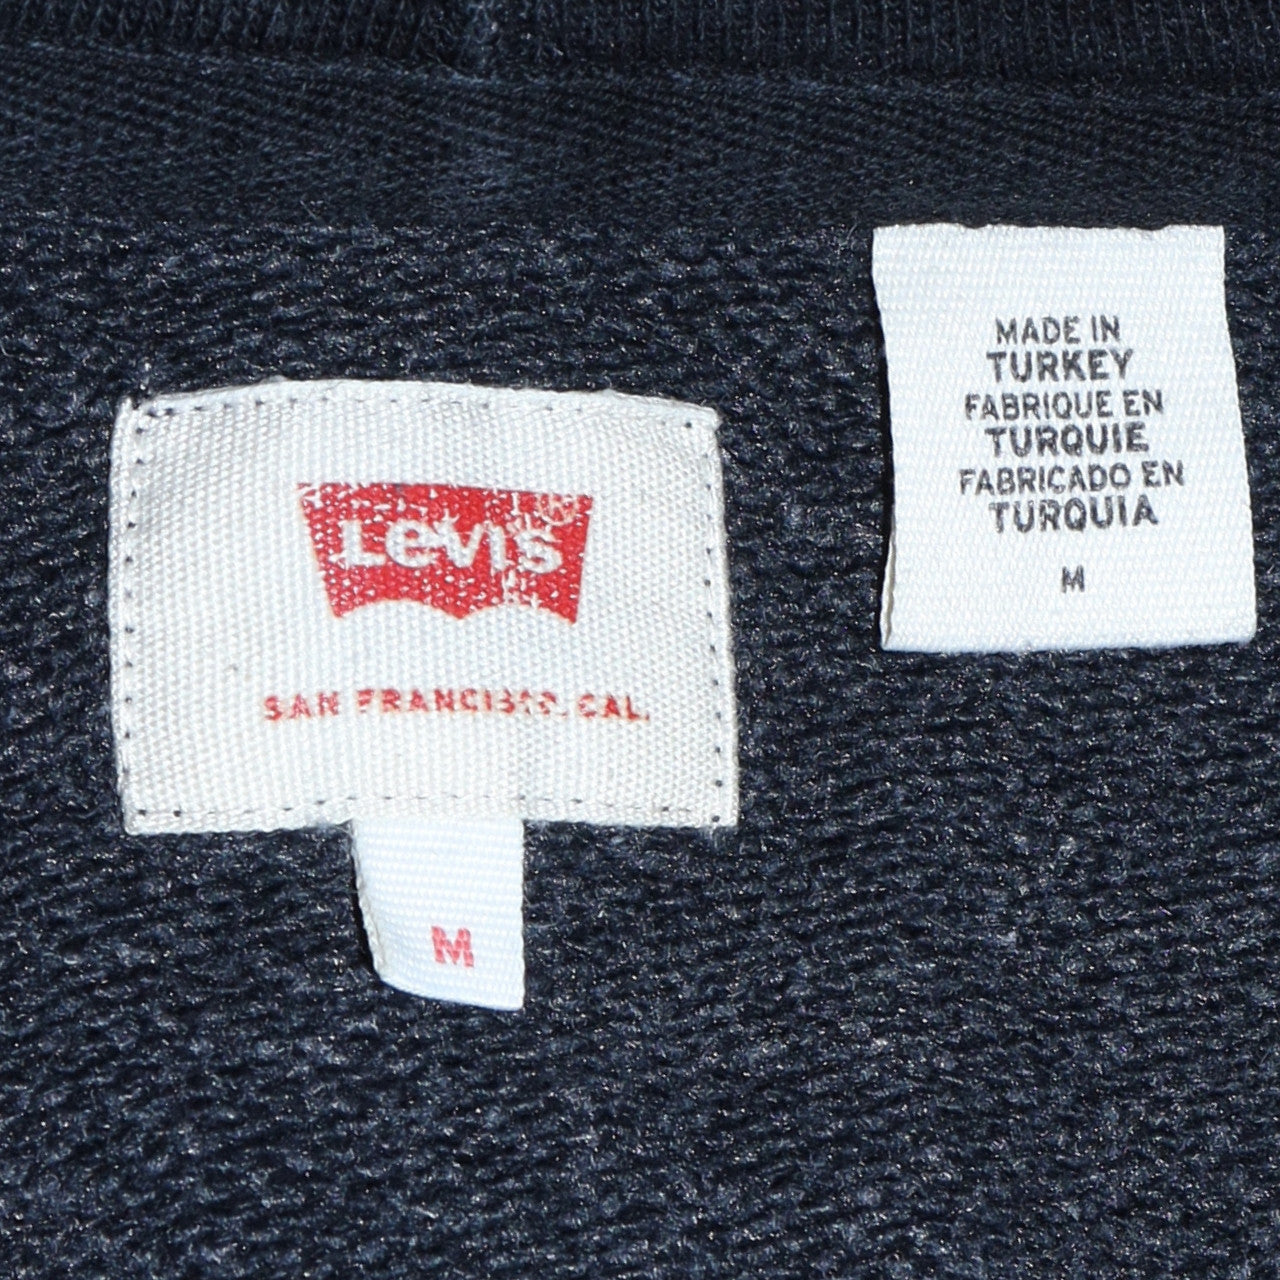 Levi's
SAN FRANCISCO, CAL.
M
MADE IN
TURKEY
FABRIQUE EN
TURQUIE
FABRICADO EN
TURQUIA
M